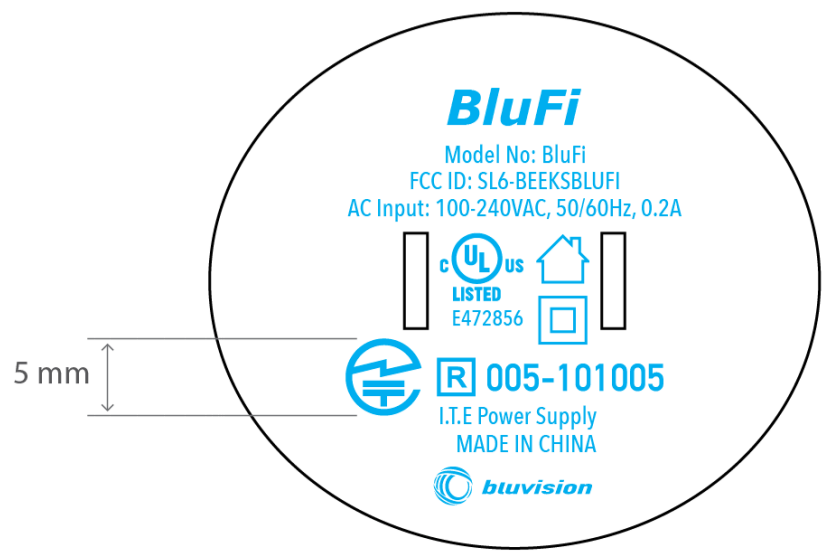 BluFi
Model No: BluFi
FCC ID: SL6-BEEKSBLUFI
AC Input: 100-240VAC, 50/60Hz, 0.2A
C UL US
LISTED
E472856
5 mm
R 005-101005
I.T.E Power Supply
MADE IN CHINA
bluvision